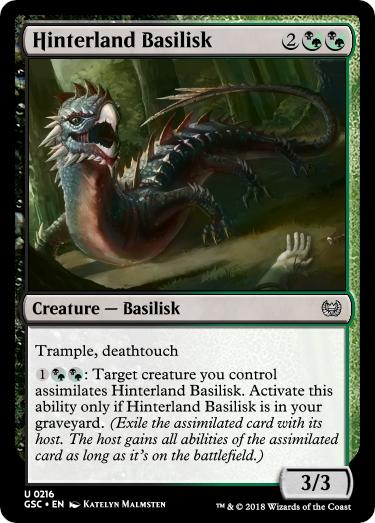 Hinterland Basilisk 2
Creature — Basilisk
Trample, deathtouch
1: Target creature you control
assimilates Hinterland Basilisk. Activate this
ability only if Hinterland Basilisk is in your
graveyard. (Exile the assimilated card with its
host. The host gains all abilities of the assimilated
card as long as it's on the battlefield.)
3/3
U 0216
GSC • EN Katelyn Malmsten
™ & © 2018 Wizards of the Coast